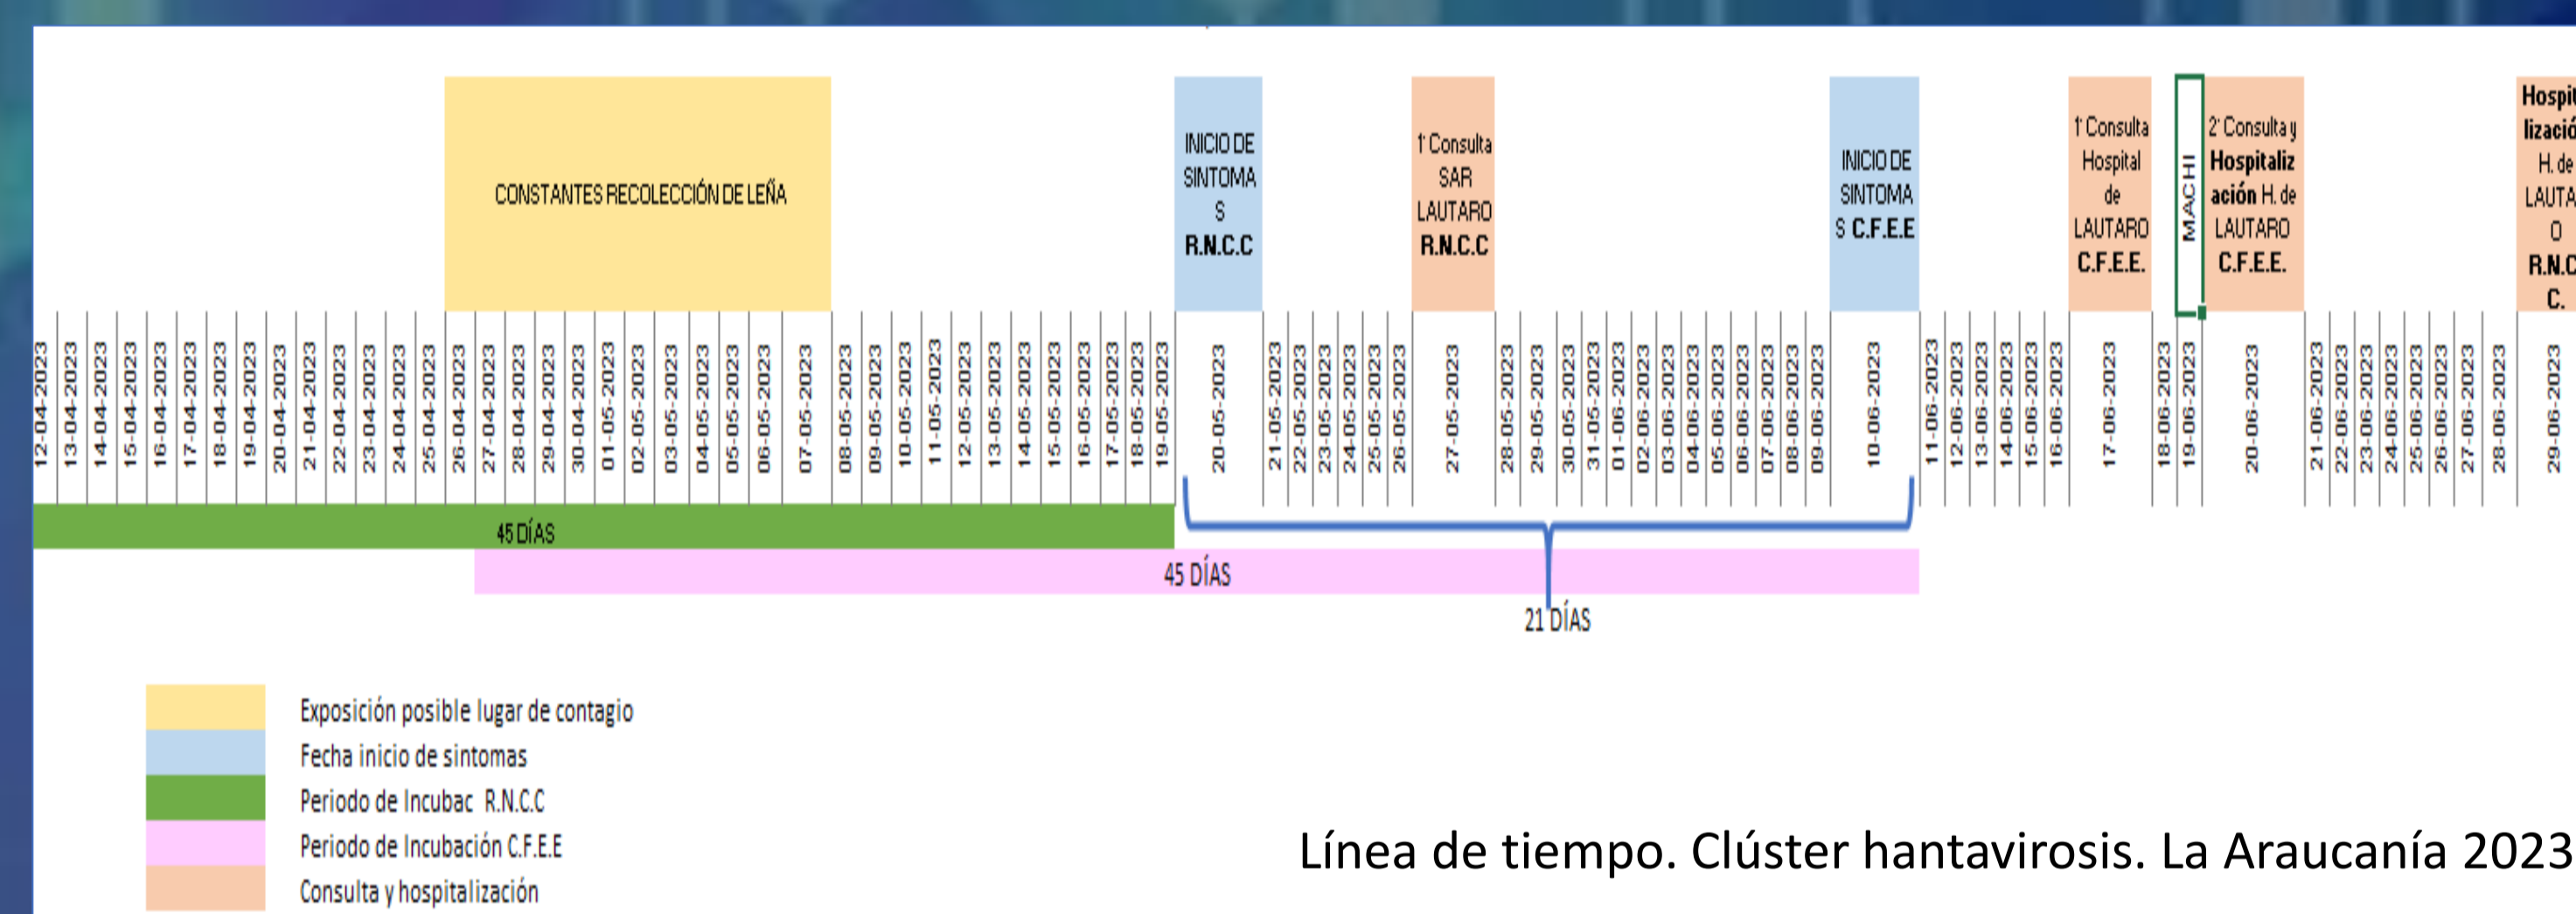 CONSTANTES RECOLECCIÓN DE LEÑA
INICIO DE
SINTOMA
S
R.N.C.C
1° Consulta
SAR
LAUTARO
R.N.C.C
INICIO DE
SINTOMA
S C.F.E.E
1° Consulta
Hospital
de
LAUTARO
C.F.E.E.
MACHI
2° Consulta y
Hospitaliz
ación H. de
LAUTARO
C.F.E.E.
Hospit
lizació
H. de
LAUTA
O
R.N.C
C.
12-04-2023
13-04-2023
14-04-2023
15-04-2023
16-04-2023
17-04-2023
18-04-2023
19-04-2023
20-04-2023
21-04-2023
22-04-2023
23-04-2023
24-04-2023
25-04-2023
26-04-2023
27-04-2023
28-04-2023
29-04-2023
30-04-2023
01-05-2023
02-05-2023
03-05-2023
04-05-2023
05-05-2023
06-05-2023
07-05-2023
08-05-2023
09-05-2023
10-05-2023
11-05-2023
12-05-2023
13-05-2023
14-05-2023
15-05-2023
16-05-2023
17-05-2023
18-05-2023
19-05-2023
20-05-2023
21-05-2023
22-05-2023
23-05-2023
24-05-2023
25-05-2023
26-05-2023
27-05-2023
28-05-2023
29-05-2023
30-05-2023
31-05-2023
01-06-2023
02-06-2023
03-06-2023
04-06-2023
05-06-2023
06-06-2023
07-06-2023
08-06-2023
09-06-2023
10-06-2023
11-06-2023
12-06-2023
13-06-2023
14-06-2023
15-06-2023
16-06-2023
17-06-2023
18-06-2023
19-06-2023
20-06-2023
21-06-2023
22-06-2023
23-06-2023
24-06-2023
25-06-2023
26-06-2023
27-06-2023
28-06-2023
29-06-2023
45 DÍAS
45 DÍAS
21 DÍAS
Exposición posible lugar de contagio
Fecha inicio de sintomas
Periodo de Incubac R.N.C.C
Periodo de Incubación C.F.E.E
Consulta y hospitalización
Línea de tiempo. Clúster hantavirosis. La Araucanía 2023